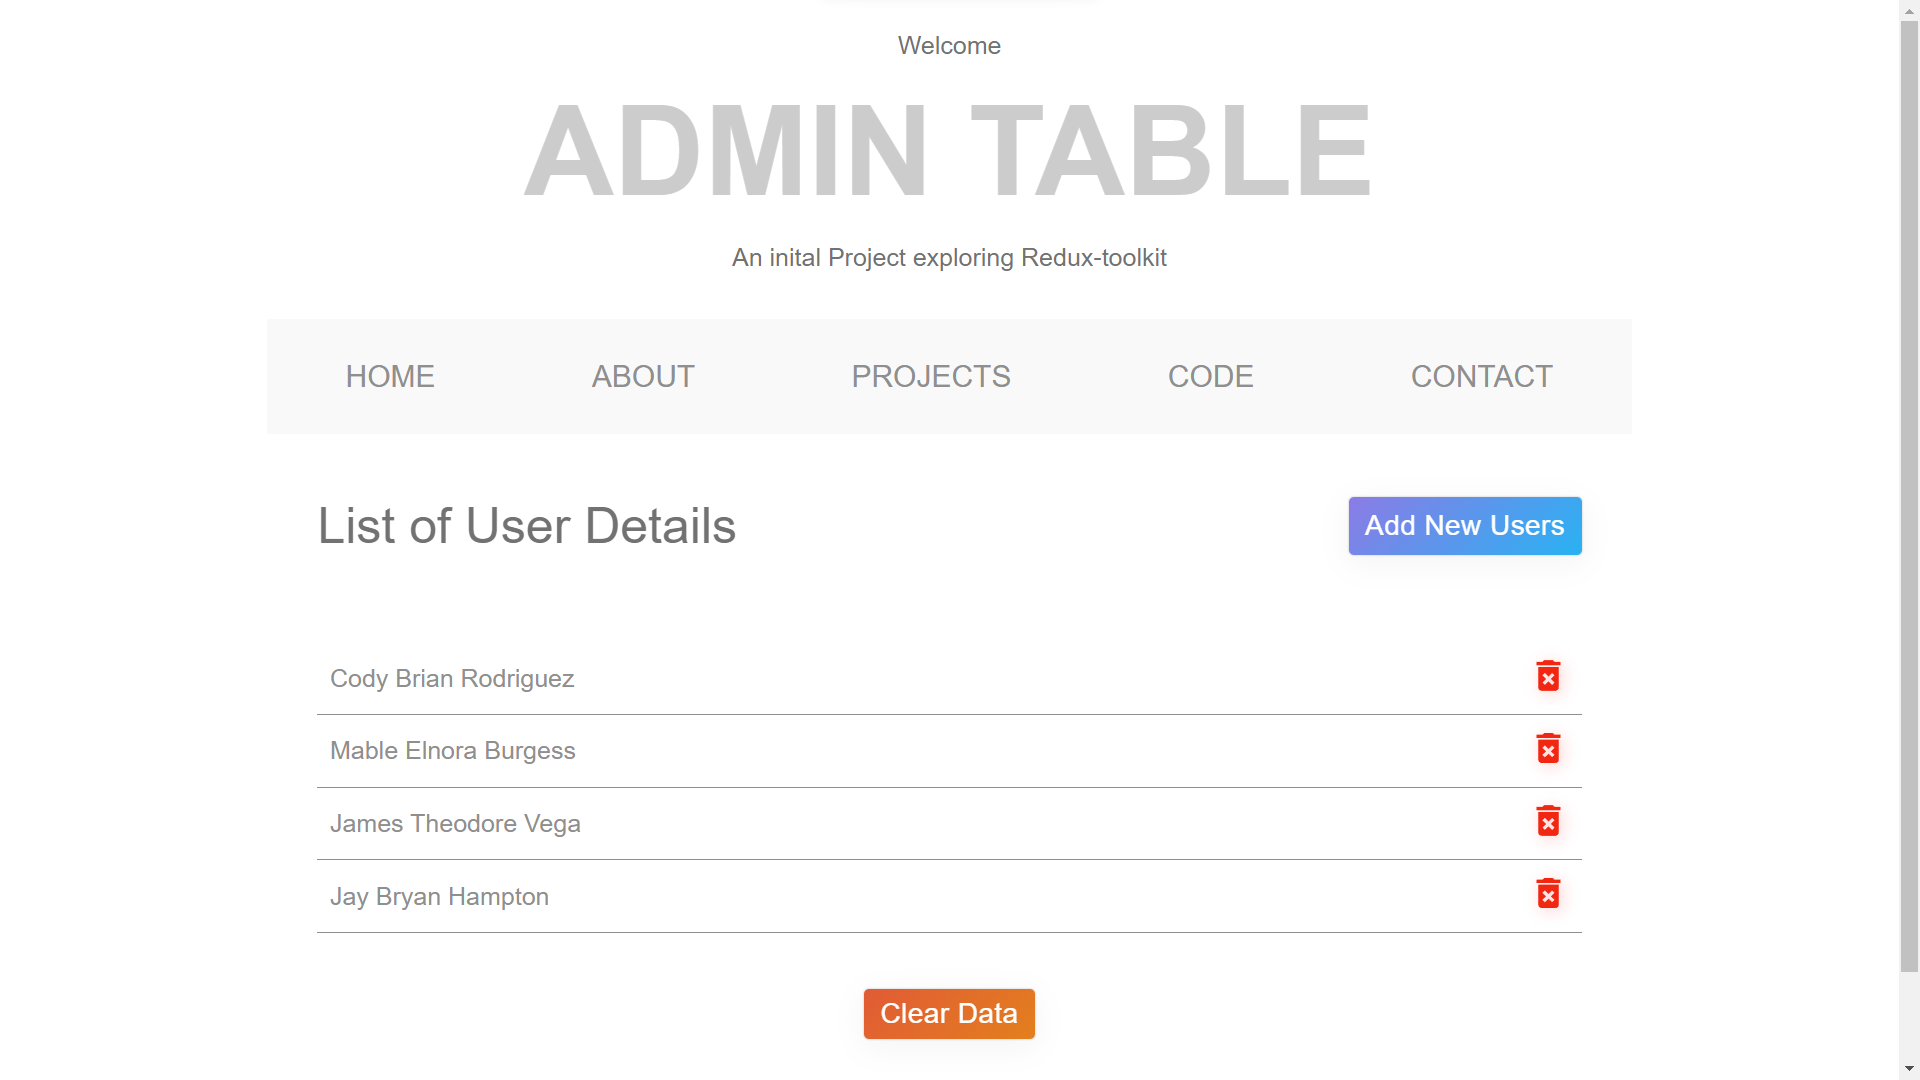 Welcome
ADMIN TABLE
An inital Project exploring Redux-toolkit
HOME ABOUT PROJECTS CODE CONTACT
List of User Details Add New Users
Cody Brian Rodriguez
Mable Elnora Burgess
James Theodore Vega
Jay Bryan Hampton
Clear Data